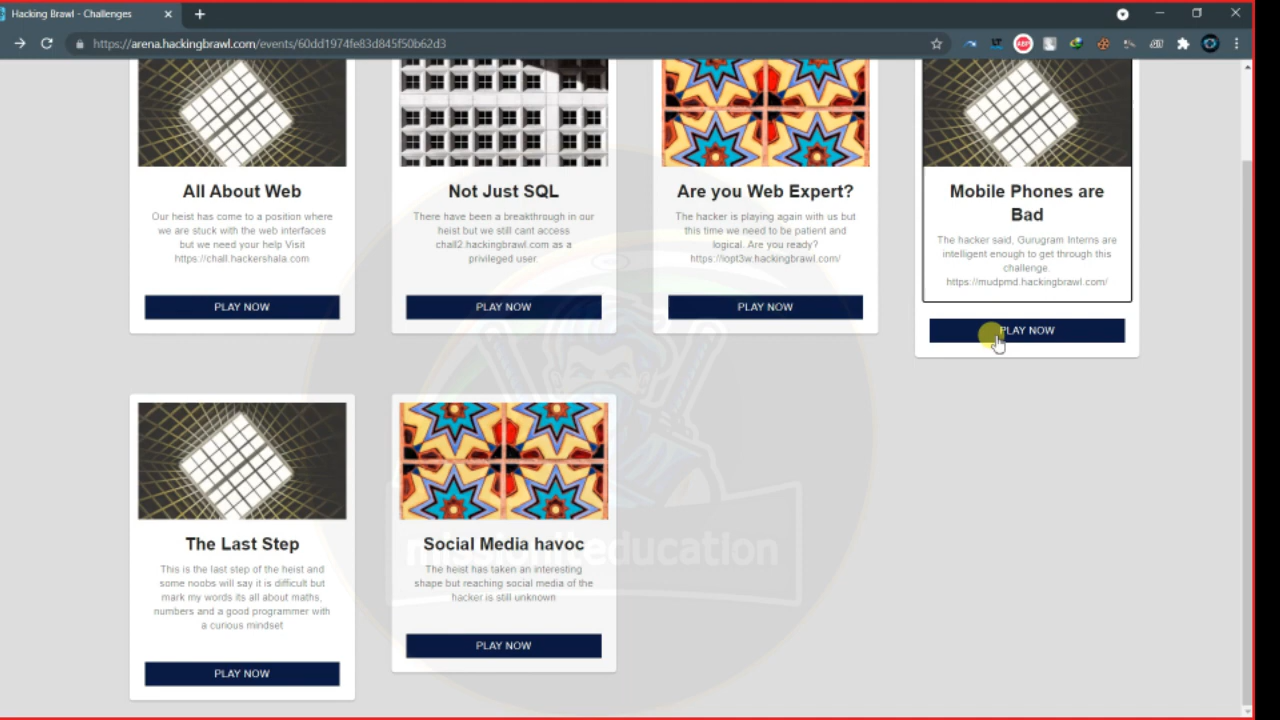 Hacking Brawl - Challenges
https://arena.hackingbrawl.com/events/60dd1974fe83d845f50b62d3
ABP
All About Web
Our heist has come to a position where
we are stuck with the web interfaces
but we need your help Visit
https://chall.hackershala.com
PLAY NOW
Not Just SQL
There have been a breakthrough in our
heist but we still cant access
chall2.hackingbrawl.com as a
privileged user.
PLAY NOW
Are you Web Expert?
The hacker is playing again with us but
this time we need to be patient and
logical. Are you ready?
https://iopt3w.hackingbrawl.com/
PLAY NOW
Mobile Phones are
Bad
The hacker said, Gurugram Interns are
intelligent enough to get through this
challenge.
https://mudpmd.hackingbrawl.com/
PLAY NOW
The Last Step
This is the last step of the heist and
some noobs will say it is difficult but
mark my words its all about maths,
numbers and a good programmer with
a curious mindset
PLAY NOW
Social Media havoc
The heist has taken an interesting
shape but reaching social media of the
hacker is still unknown
PLAY NOW
missioniteducation